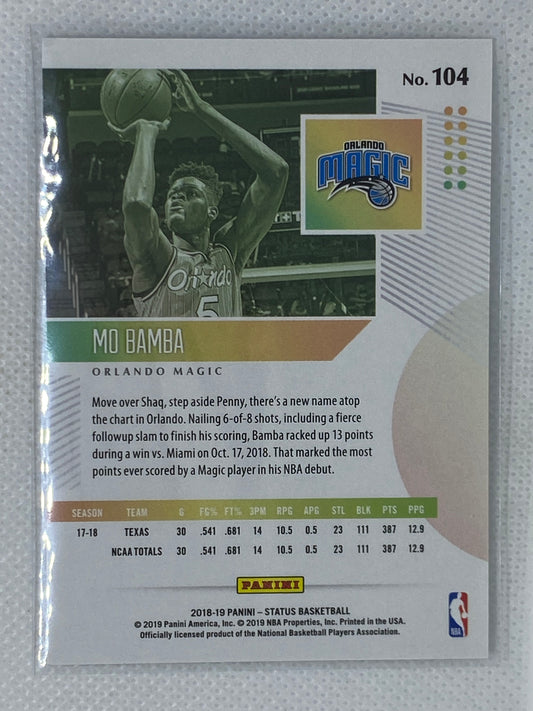 No. 104
ORLANDO
MAGIC
Orlando
5
MO BAMBA
ORLANDO MAGIC
Move over Shaq, step aside Penny, there's a new name atop
the chart in Orlando. Nailing 6-of-8 shots, including a fierce
followup slam to finish his scoring, Bamba racked up 13 points
during a win vs. Miami on Oct. 17, 2018. That marked the most
points ever scored by a Magic player in his NBA debut.
SEASON TEAM G FG% FT% 3PM RPG APG STL BLK PTS PPG
17-18 TEXAS 30 .541 .681 14 10.5 0.5 23 111 387 12.9
NCAA TOTALS 30 .541 .681 14 10.5 0.5 23 111 387 12.9
PANINI
2018-19 PANINI – STATUS BASKETBALL
© 2019 Panini America, Inc. © 2019 NBA Properties, Inc. Printed in the USA.
Officially licensed product of the National Basketball Players Association.
NBA